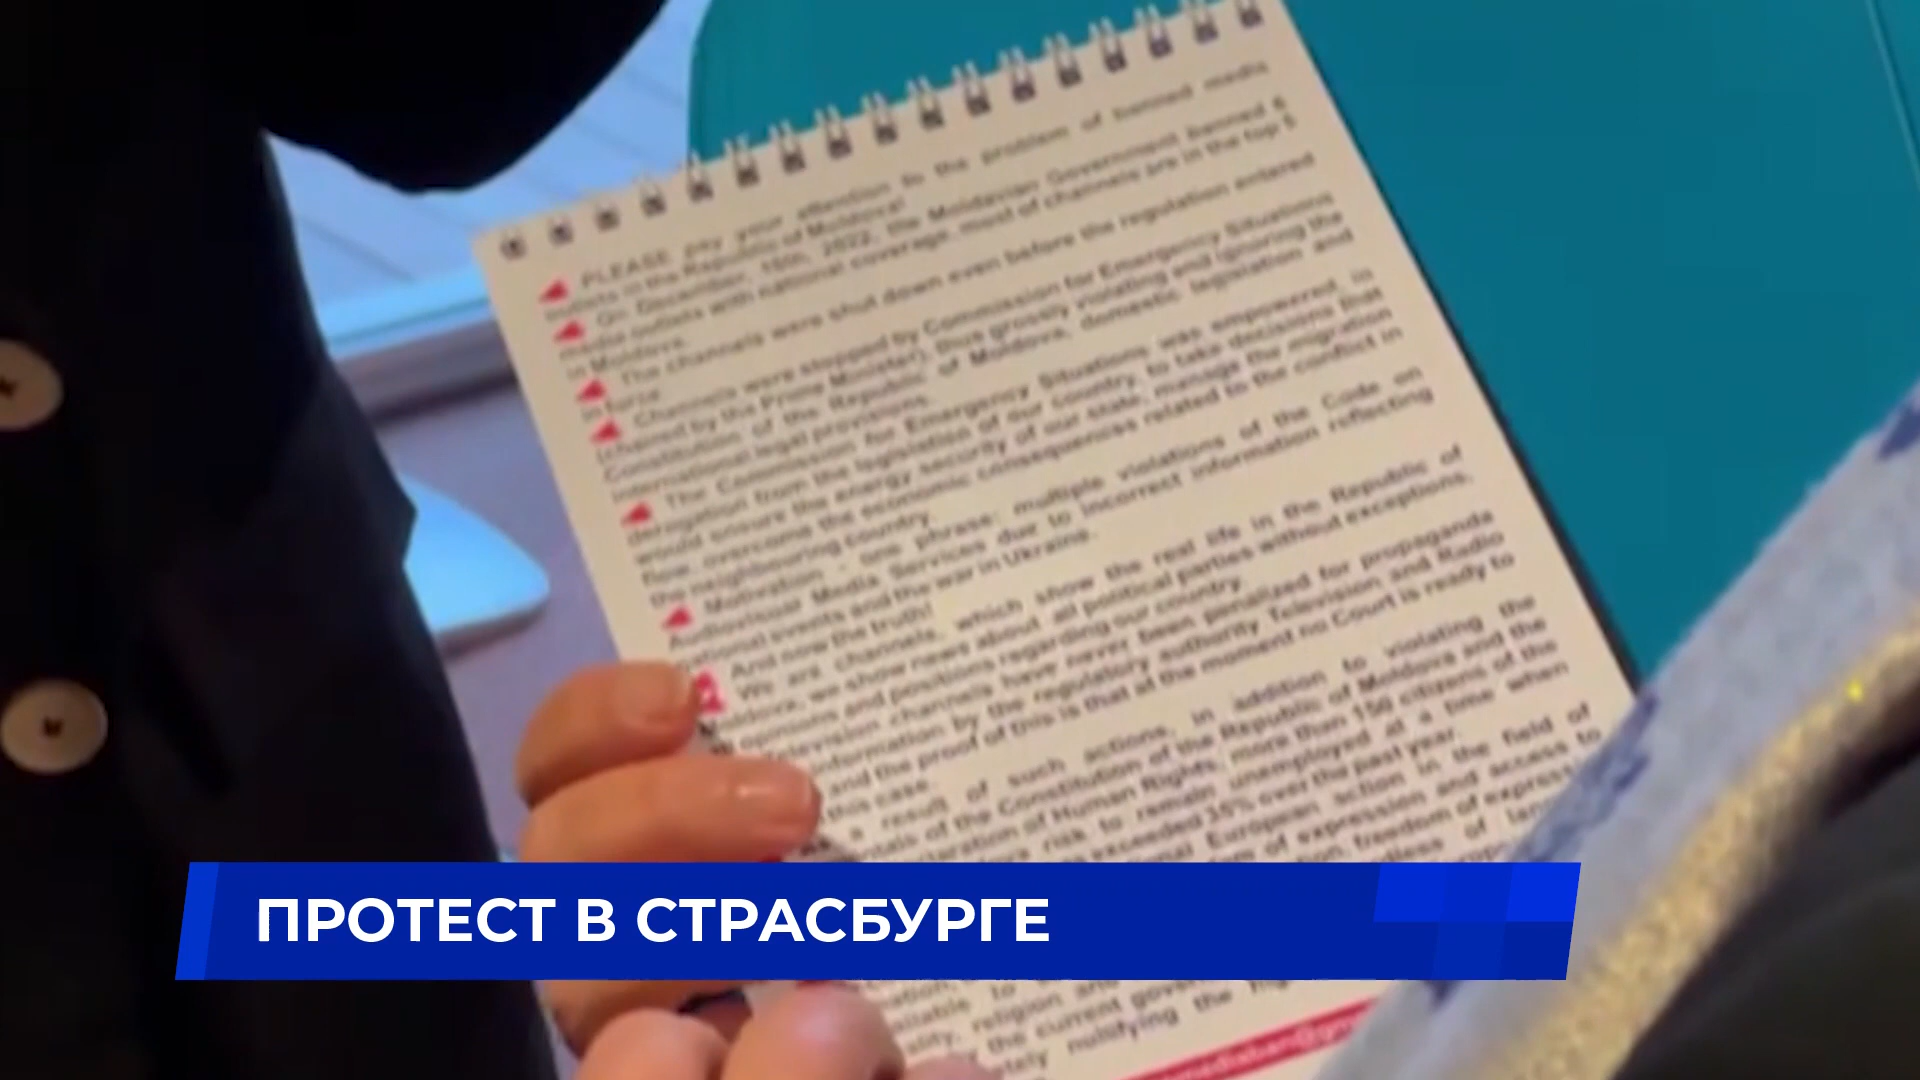 PLEASE pay your attention to the problem of banned media
outlets in the Republic of Moldova!
On December, 16th, 2022, the Moldavian Government banned 6
media outlets with national coverage, most of channels are in the top 5
in Moldova.
The channels were shut down even before the regulation entered
in force
Channels were stopped by Commission for Emergency Situations
(chaired by the Prime Minister), thus grossly violating and ignoring the
Constitution of the Republic of Moldova, domestic legislation and
international legal provisions.
The Commission for Emergency Situations was empowered, in
derogation from the legislation of our country, to take decisions that
would ensure the energy security of our state, manage the migration
flow, overcome the economic consequences related to the conflict in
the neighbouring country.
Motivation - one phrase: multiple violations of the Code on
Audiovisual Media Services due to incorrect information reflecting
national events and the war in Ukraine.
And now the truth!
We are channels, which show the real life in the Republic of
Moldova, we show news about all political parties without exceptions,
opinions and positions regarding our country.
Television channels have never been penalized for propaganda
information by the regulatory authority Television and Radio
and the proof of this is that at the moment no Court is ready to
this case
As a result of such actions, in addition to violating the
of the Constitution of the Republic of Moldova and the
of Human Rights, more than 150 citizens of the
risk to remain unemployed at a time when
exceeded 35% over the past year.
European action in the field of
of expression and access to
freedom of express
of
ПРОТЕСТ В СТРАСБУРГЕ
to
religion and
the current gover
nullifying the